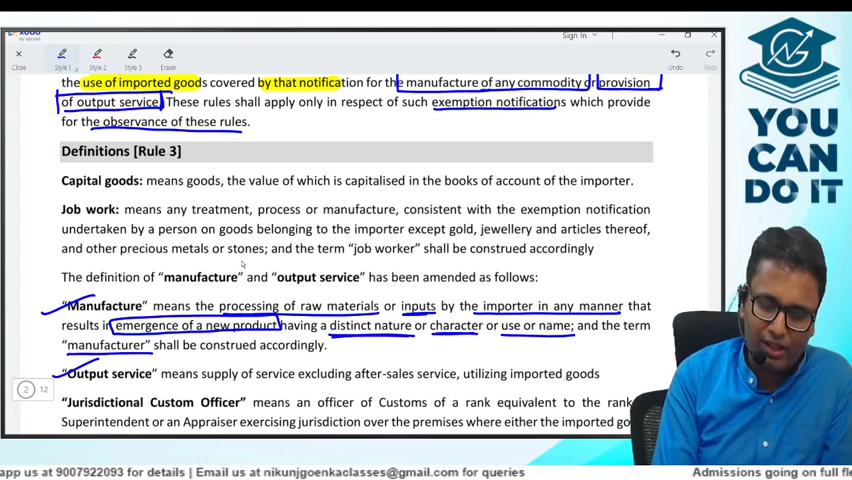 Sign In
Close
Style 1
Style 2
Style 3
Eraser
Undo
Redo
the use of imported goods covered by that notification for the manufacture of any commodity or provision
of output service. These rules shall apply only in respect of such exemption notifications which provide
for the observance of these rules.
Definitions [Rule 3]
Capital goods: means goods, the value of which is capitalised in the books of account of the importer.
Job work: means any treatment, process or manufacture, consistent with the exemption notification
undertaken by a person on goods belonging to the importer except gold, jewellery and articles thereof,
and other precious metals or stones; and the term "job worker" shall be construed accordingly
The definition of "manufacture" and "output service" has been amended as follows:
"Manufacture" means the processing of raw materials or inputs by the importer in any manner that
results in emergence of a new product having a distinct nature or character or use or name; and the term
"manufacturer" shall be construed accordingly.
"Output service" means supply of service excluding after-sales service, utilizing imported goods
2 12
"Jurisdictional Custom Officer" means an officer of Customs of a rank equivalent to the rank
Superintendent or an Appraiser exercising jurisdiction over the premises where either the imported
YOU
CAN
DO IT
app us at 9007922093 for details | Email us at nikunjgoenkaclasses@gmail.com for queries
Admissions going on full